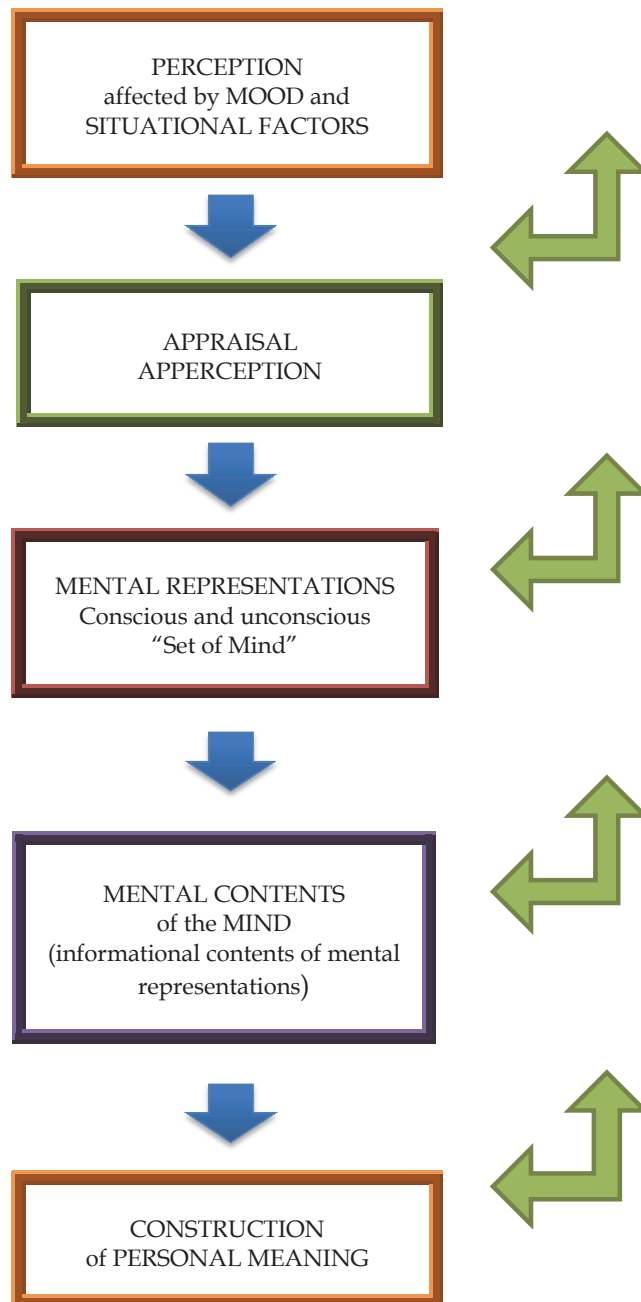 PERCEPTION
affected by MOOD and
SITUATIONAL FACTORS
APPRAISAL
APPERCEPTION
MENTAL REPRESENTATIONS
Conscious and unconscious
“Set of Mind”
MENTAL CONTENTS
of the MIND
(informational contents of mental
representations)
CONSTRUCTION
of PERSONAL MEANING